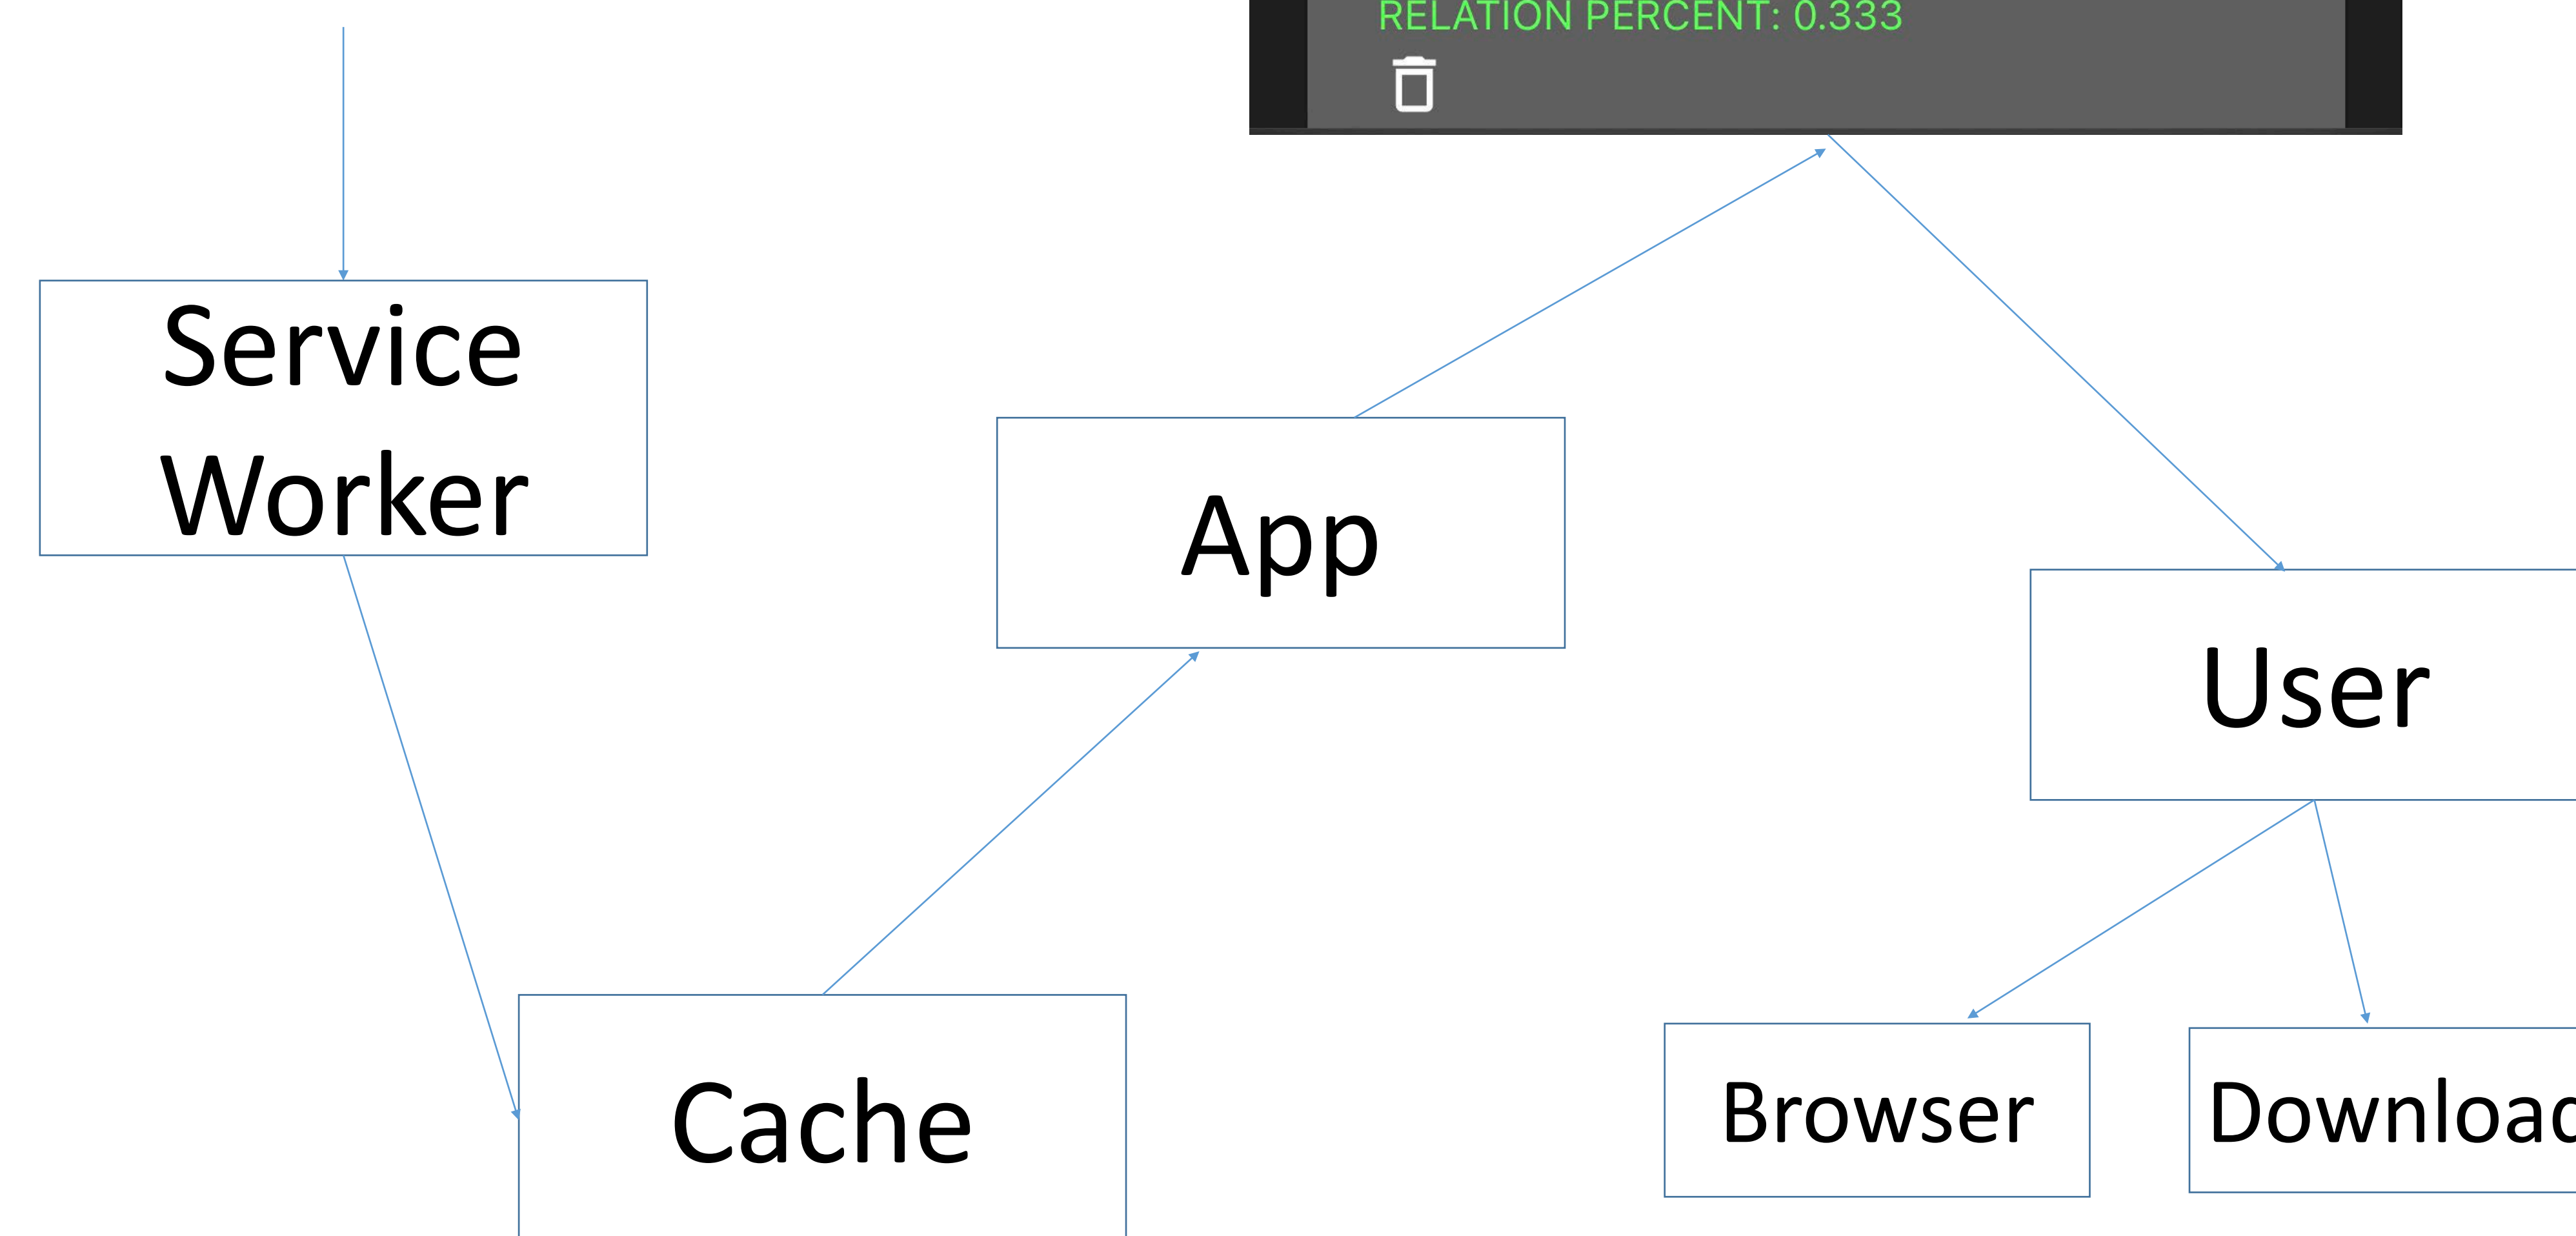 RELATION PERCENT: 0.333
Service
Worker
App
User
Cache
Browser